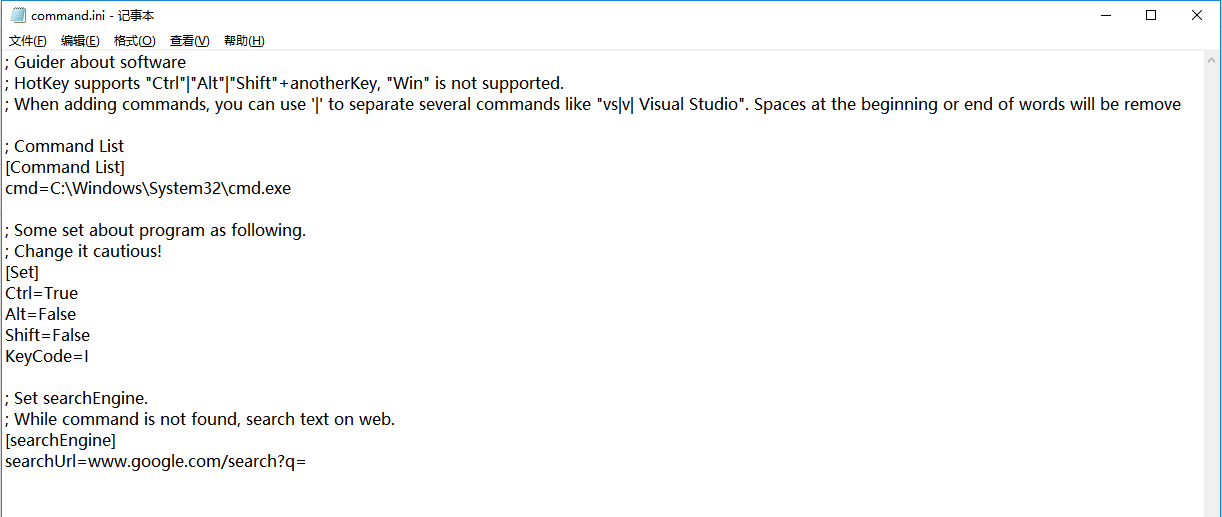 command.ini - 记事本
文件(F) 编辑(E) 格式(O) 查看(V) 帮助(H)
; Guider about software
; HotKey supports "Ctrl"|"Alt"|"Shift"+anotherKey, "Win" is not supported.
; When adding commands, you can use '|' to separate several commands like "vs|v| Visual Studio". Spaces at the beginning or end of words will be remove
; Command List
[Command List]
cmd=C:\Windows\System32\cmd.exe
; Some set about program as following.
; Change it cautious!
[Set]
Ctrl=True
Alt=False
Shift=False
KeyCode=I
; Set searchEngine.
; While command is not found, search text on web.
[searchEngine]
searchUrl=www.google.com/search?q=